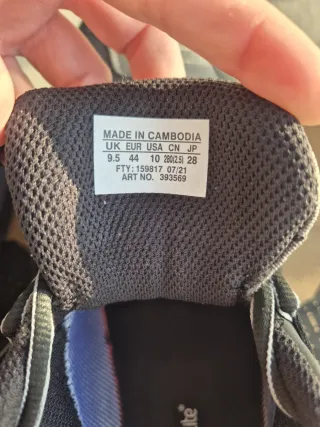 MADE IN CAMBODIA
UK EUR USA CN JP
9.5 44 10 280(2.5) 28
FTY: 159817 07/21
ART NO. 393569